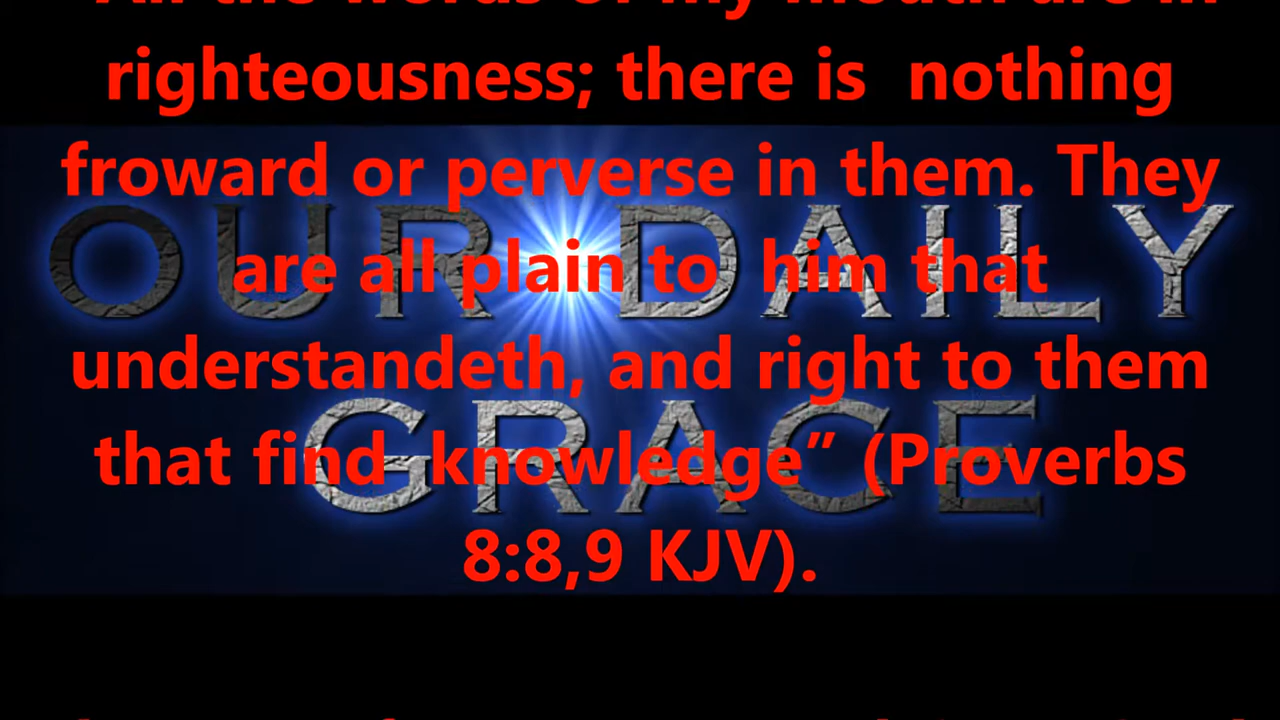 All the words of my mouth are in
righteousness; there is  nothing
froward or perverse in them. They
OUR DAILY
are all plain to  him that
understandeth, and right to them
GRACE
that find  knowledge” (Proverbs
8:8,9 KJV).